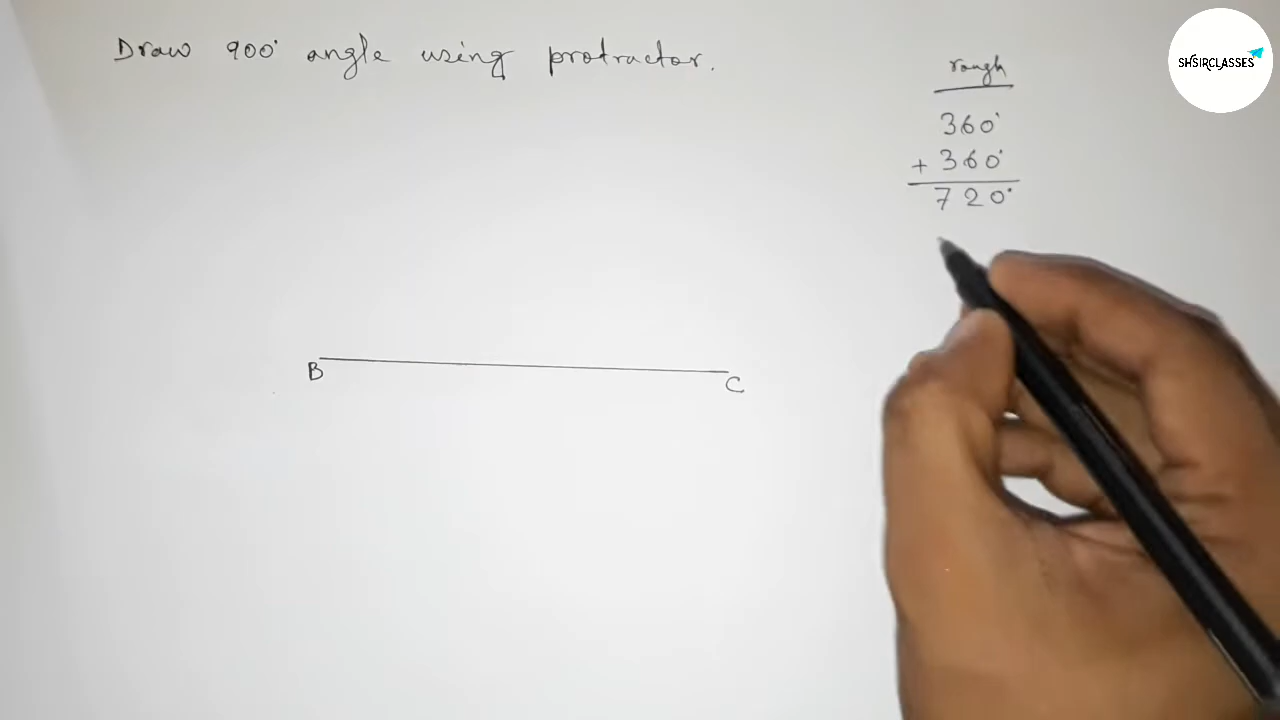 Draw 900° angle using protractor.
rough
360°
+ 360°
720°
B
C
SHSIRCLASSES